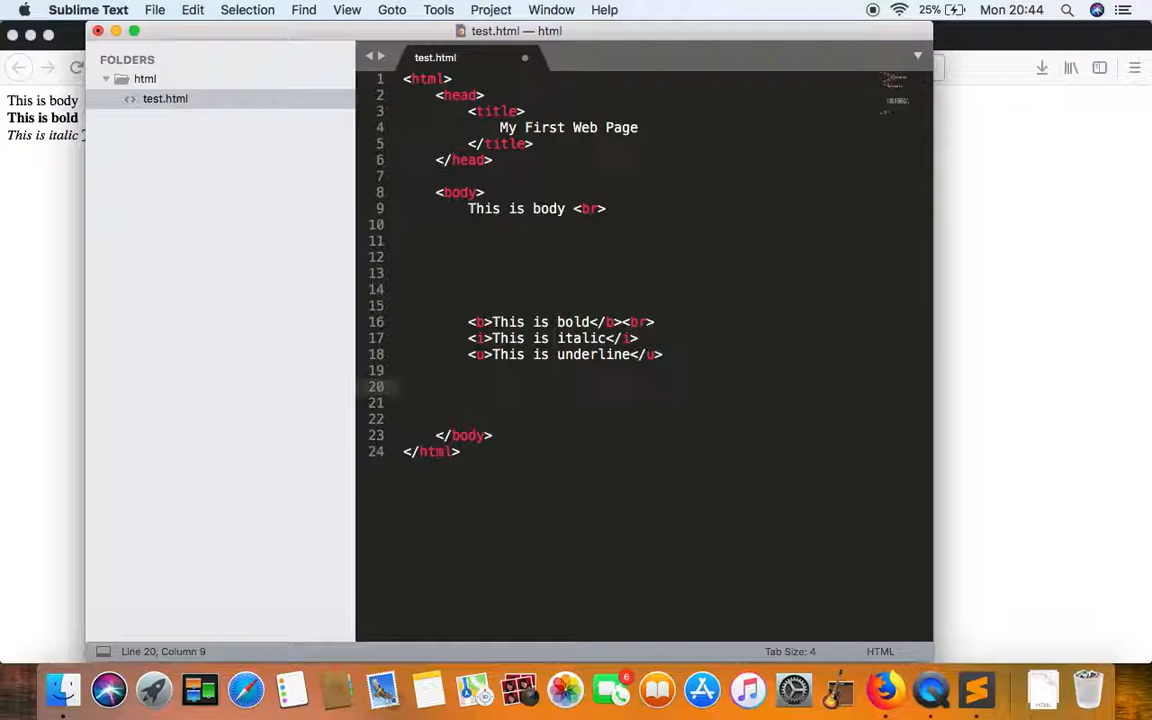 Sublime Text File Edit Selection Find View Goto Tools Project Window Help 25% Mon 20:44
test.html — html
FOLDERS
html
test.html
test.html
This is body
This is bold
This is italic
1 <html>
2 <head>
3 <title>
4 My First Web Page
5 </title>
6 </head>
7
8 <body>
9 This is body <br>
10
11
12
13
14
15
16 <b>This is bold</b><br>
17 <i>This is italic</i>
18 <u>This is underline</u>
19
20
21
22
23 </body>
24 </html>
Line 20, Column 9 Tab Size: 4 HTML
6
HTML